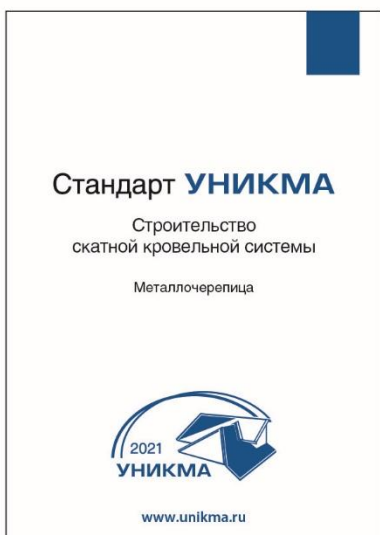 Стандарт УНИКМА
Строительство
скатной кровельной системы
Металлочерепица
2021
УНИКМА
www.unikma.ru